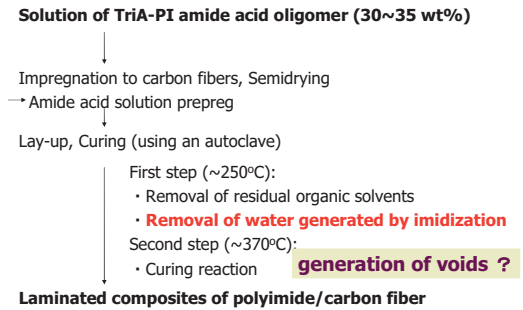 Solution of TriA-PI amide acid oligomer (30~35 wt%)
Impregnation to carbon fibers, Semidrying
Amide acid solution prepreg
Lay-up, Curing (using an autoclave)
First step (~250ºC):
・Removal of residual organic solvents
・Removal of water generated by imidization
Second step (~370ºC):
・Curing reaction
generation of voids ？
Laminated composites of polyimide/carbon fiber